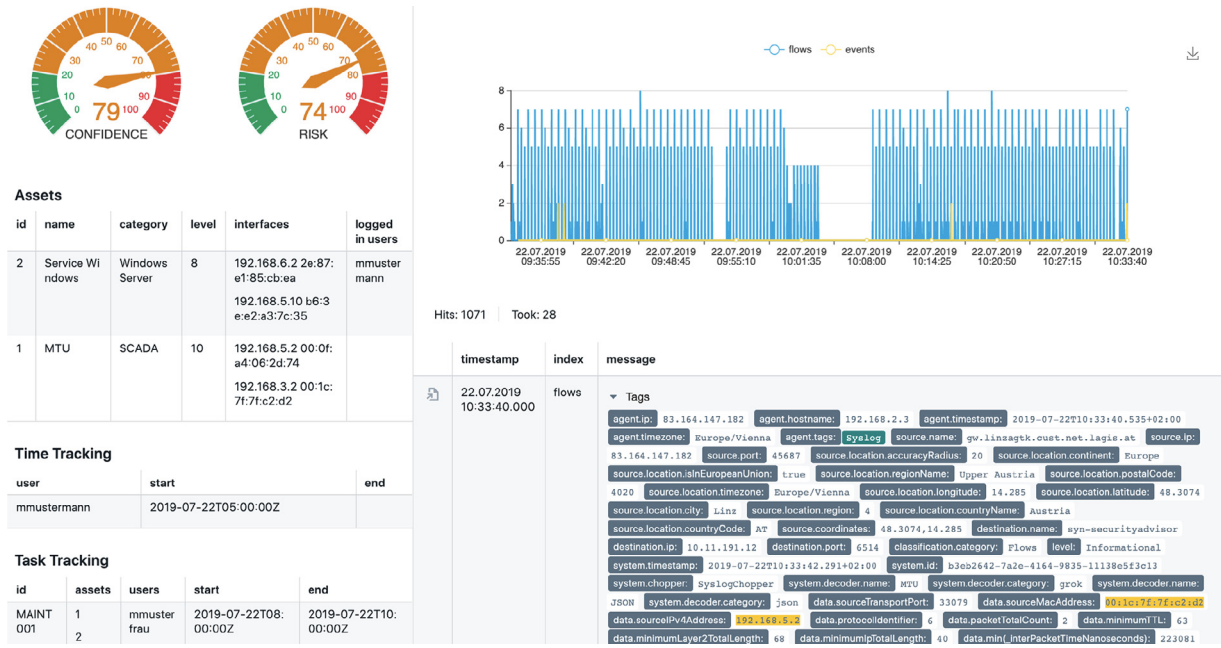 50
40 60
30 70
20 80
10 90
0 79 100
CONFIDENCE
50
40 60
30 70
20 80
10 90
0 74 100
RISK
Assets
id name category level interfaces logged in users
2 Service Wi
ndows Windows
Server 8 192.168.6.2 2e:87:
e1:85:cb:ea
192.168.5.10 b6:3
e:e2:a3:7c:35 mmuster
mann
1 MTU SCADA 10 192.168.5.2 00:0f:
a4:06:2d:74
192.168.3.2 00:1c:
7f:7f:c2:d2
Time Tracking
user start end
mmustermann 2019-07-22T05:00:00Z
Task Tracking
id assets users start end
MAINT
001 1
2 mmuster
frau 2019-07-22T08:
00:00Z 2019-07-22T10:
00:00Z
flows events
8
6
4
2
0
22.07.2019 22.07.2019 22.07.2019 22.07.2019 22.07.2019 22.07.2019 22.07.2019 22.07.2019 22.07.2019 22.07.2019
09:35:55 09:42:20 09:48:45 09:55:10 10:01:35 10:08:00 10:14:25 10:20:50 10:27:15 10:33:40
Hits: 1071 Took: 28
timestamp index message
22.07.2019
10:33:40.000 flows
Tags
agent.ip: 83.164.147.182 agent.hostname: 192.168.2.3 agent.timestamp: 2019-07-22T10:33:40.535+02:00
agent.timezone: Europe/Vienna agent.tags: Syslog source.name: gw.linzagtk.cust.net.lagis.at source.ip:
83.164.147.182 source.port: 45687 source.location.accuracyRadius: 20 source.location.continent: Europe
source.location.isInEuropeanUnion: true source.location.regionName: Upper Austria source.location.postalCode:
4020 source.location.timezone: Europe/Vienna source.location.longitude: 14.285 source.location.latitude: 48.3074
source.location.city: Linz source.location.region: 4 source.location.countryName: Austria
source.location.countryCode: AT source.coordinates: 48.3074,14.285 destination.name: syn-securityadvisor
destination.ip: 10.11.191.12 destination.port: 6514 classification.category: Flows level: Informational
system.timestamp: 2019-07-22T10:33:42.291+02:00 system.id: b3eb2642-7a2e-4164-9835-11138e5f3c13
system.chopper: SyslogChopper system.decoder.name: MTU system.decoder.category: grok system.decoder.name:
JSON system.decoder.category: json data.sourceTransportPort: 33079 data.sourceMacAddress: 00:1c:7f:7f:c2:d2
data.sourceIPv4Address: 192.168.5.2 data.protocolIdentifier: 6 data.packetTotalCount: 2 data.minimumTTL: 63
data.minimumLayer2TotalLength: 68 data.minimumIpTotalLength: 40 data.min(_interPacketTimeNanoseconds): 223081